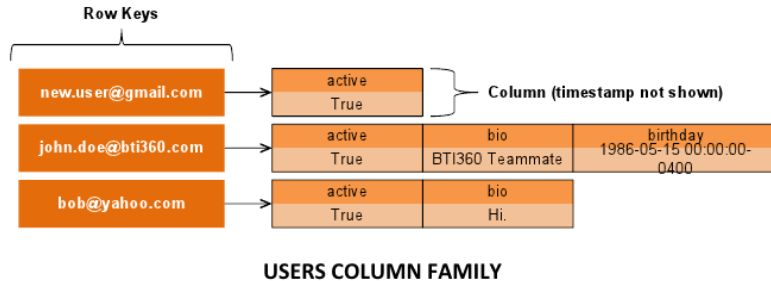 Row Keys
new.user@gmail.com
active
True
Column (timestamp not shown)
john.doe@bti360.com
active
True
bio
BTI360 Teammate
birthday
1986-05-15 00:00:00-
0400
bob@yahoo.com
active
True
bio
Hi.
USERS COLUMN FAMILY